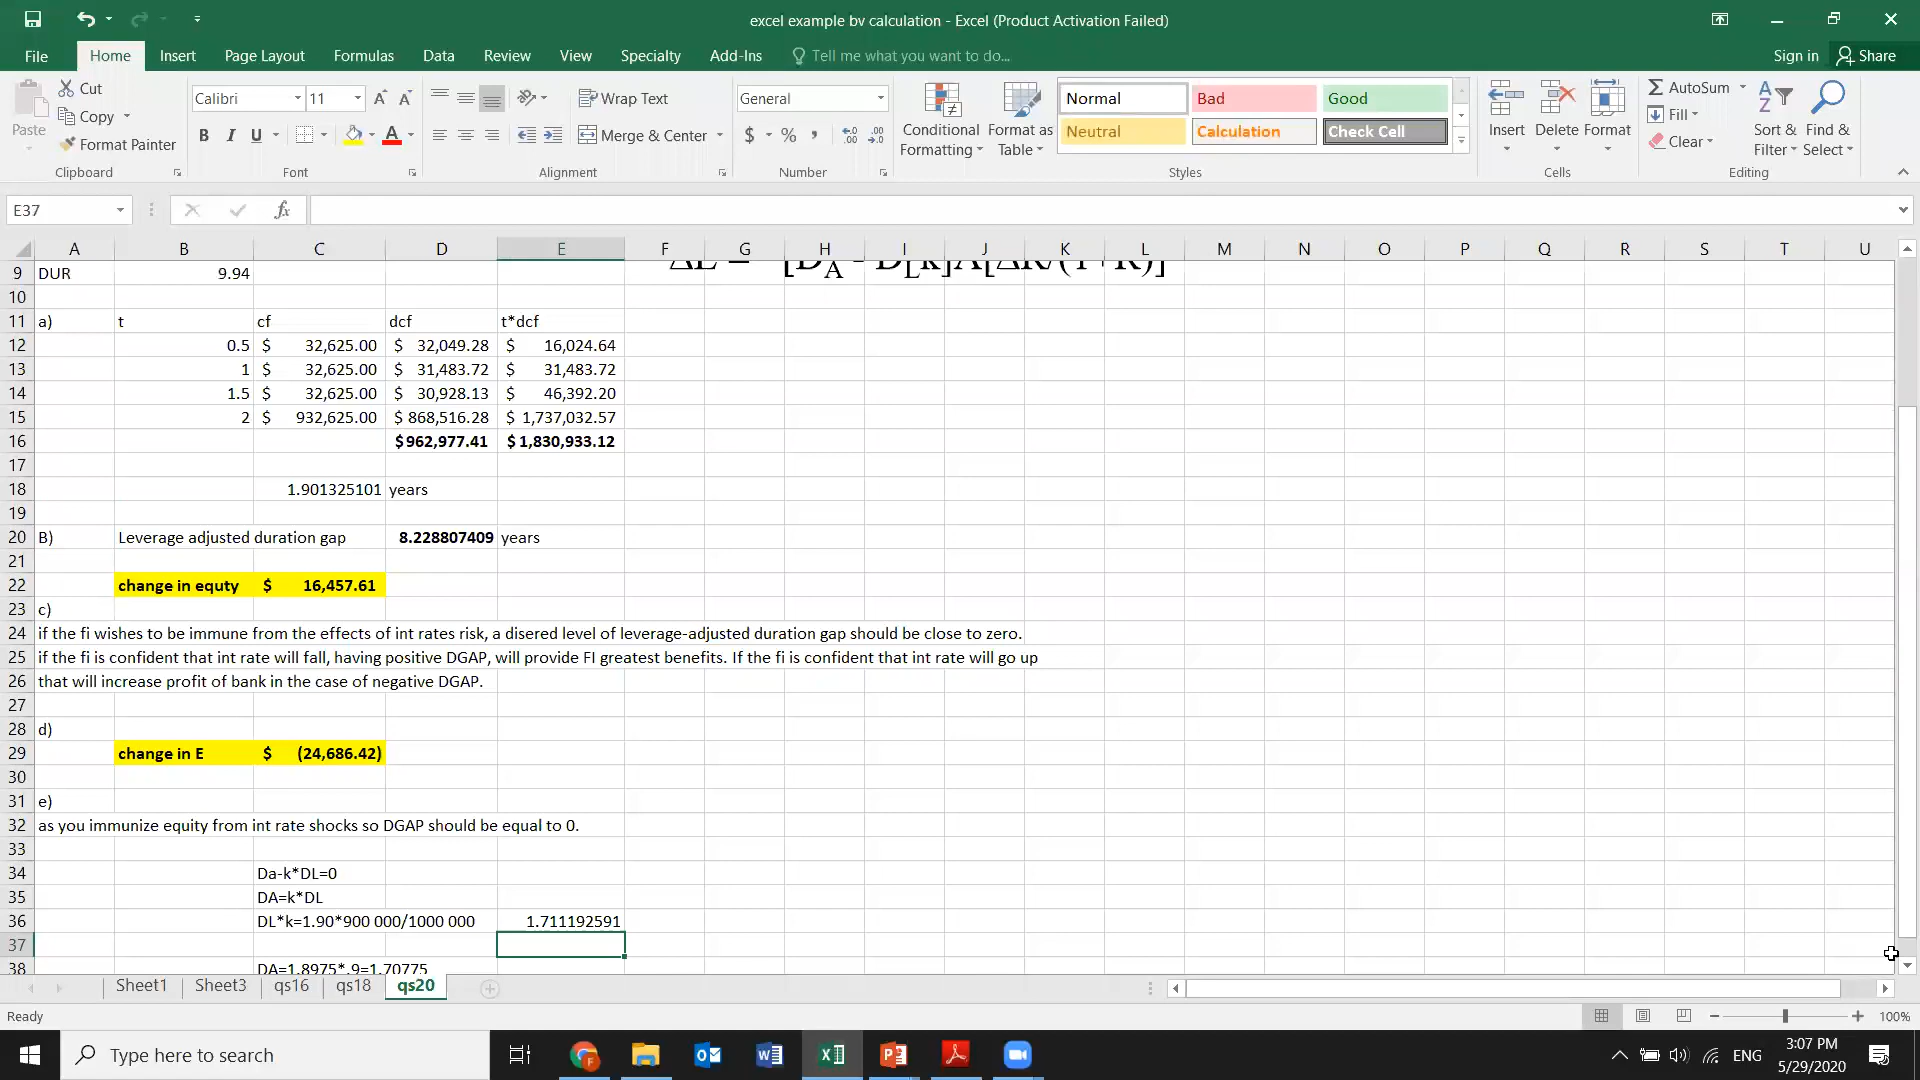 excel example bv calculation - Excel (Product Activation Failed)
File Home Insert Page Layout Formulas Data Review View Specialty Add-Ins Tell me what you want to do... Sign in Share
Paste Cut Copy Format Painter Clipboard
Calibri 11 B I U Font
Wrap Text Merge & Center Alignment
General $ % Number
Conditional Formatting Format as Table
Normal Bad Good
Neutral Calculation Check Cell
Styles
Insert Delete Format Cells
AutoSum Fill Clear Sort & Filter Find & Select Editing
E37 fx
A B C D E F G H I J K L M N O P Q R S T U
9 DUR 9.94
10
11 a) t cf dcf t*dcf
12 0.5 $ 32,625.00 $ 32,049.28 $ 16,024.64
13 1 $ 32,625.00 $ 31,483.72 $ 31,483.72
14 1.5 $ 32,625.00 $ 30,928.13 $ 46,392.20
15 2 $ 932,625.00 $ 868,516.28 $ 1,737,032.57
16 $ 962,977.41 $ 1,830,933.12
17
18 1.901325101 years
19
20 B) Leverage adjusted duration gap 8.228807409 years
21
22 change in equty $ 16,457.61
23 c)
24 if the fi wishes to be immune from the effects of int rates risk, a disered level of leverage-adjusted duration gap should be close to zero.
25 if the fi is confident that int rate will fall, having positive DGAP, will provide FI greatest benefits. If the fi is confident that int rate will go up
26 that will increase profit of bank in the case of negative DGAP.
27
28 d)
29 change in E $ (24,686.42)
30
31 e)
32 as you immunize equity from int rate shocks so DGAP should be equal to 0.
33
34 Da-k*DL=0
35 DA=k*DL
36 DL*k=1.90*900 000/1000 000 1.711192591
37
38 DA=1.8975*.9=1.70775
Sheet1 Sheet3 qs16 qs18 qs20
Ready 100%
Type here to search
ENG 3:07 PM
5/29/2020